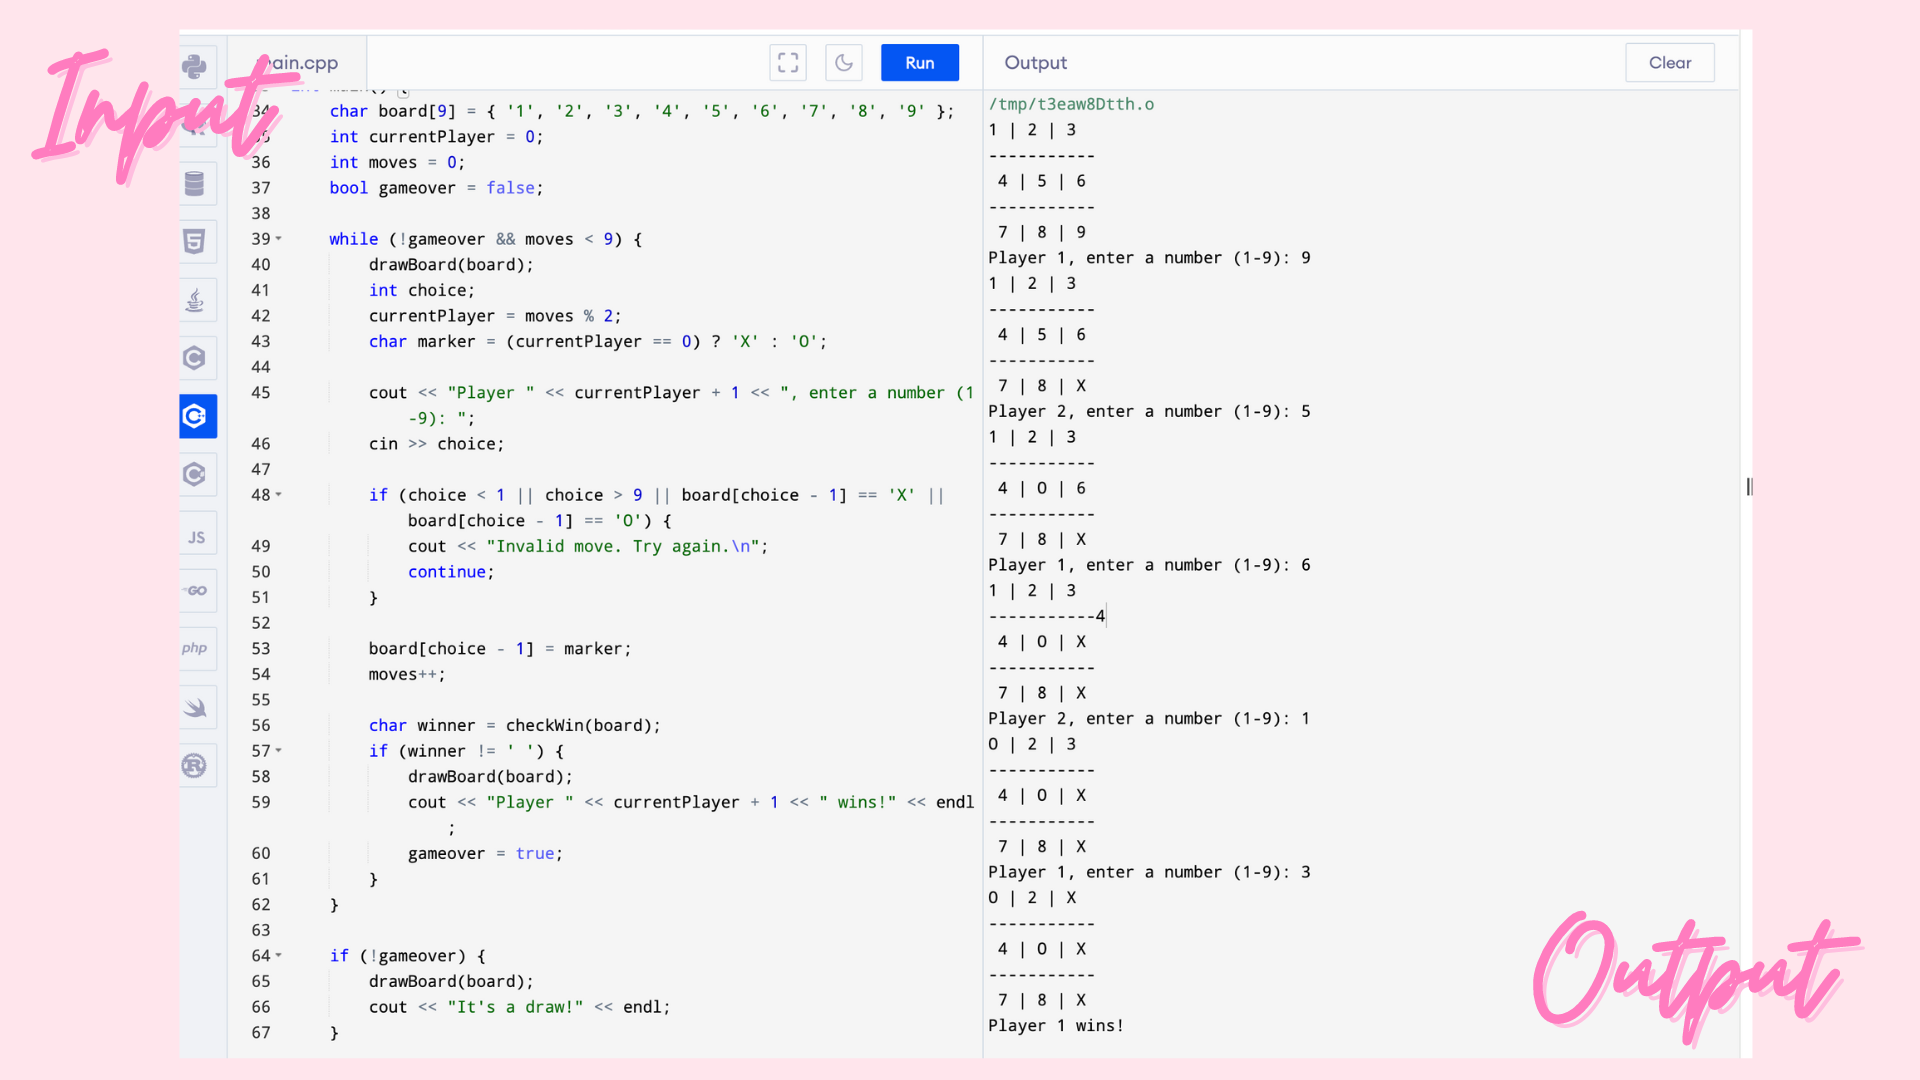 Input
main.cpp
Run
Output
Clear
34 char board[9] = { '1', '2', '3', '4', '5', '6', '7', '8', '9' };
35 int currentPlayer = 0;
36 int moves = 0;
37 bool gameover = false;
38
39 while (!gameover && moves < 9) {
40 drawBoard(board);
41 int choice;
42 currentPlayer = moves % 2;
43 char marker = (currentPlayer == 0) ? 'X' : 'O';
44
45 cout << "Player " << currentPlayer + 1 << ", enter a number (1
-9): ";
46 cin >> choice;
47
48 if (choice < 1 || choice > 9 || board[choice - 1] == 'X' ||
board[choice - 1] == 'O') {
49 cout << "Invalid move. Try again.\n";
50 continue;
51 }
52
53 board[choice - 1] = marker;
54 moves++;
55
56 char winner = checkWin(board);
57 if (winner != ' ') {
58 drawBoard(board);
59 cout << "Player " << currentPlayer + 1 << " wins!" << endl
;
60 gameover = true;
61 }
62 }
63
64 if (!gameover) {
65 drawBoard(board);
66 cout << "It's a draw!" << endl;
67 }
JS
GO
php
/tmp/t3eaw8Dtth.o
1 | 2 | 3
-----------
4 | 5 | 6
-----------
7 | 8 | 9
Player 1, enter a number (1-9): 9
1 | 2 | 3
-----------
4 | 5 | 6
-----------
7 | 8 | X
Player 2, enter a number (1-9): 5
1 | 2 | 3
-----------
4 | O | 6
-----------
7 | 8 | X
Player 1, enter a number (1-9): 6
1 | 2 | 3
-----------4
4 | O | X
-----------
7 | 8 | X
Player 2, enter a number (1-9): 1
O | 2 | 3
-----------
4 | O | X
-----------
7 | 8 | X
Player 1, enter a number (1-9): 3
O | 2 | X
-----------
4 | O | X
-----------
7 | 8 | X
Player 1 wins!
Output